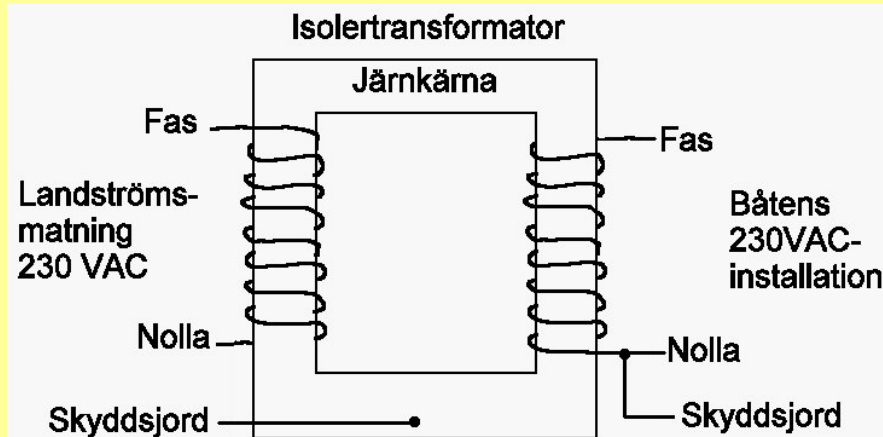 Isolertransformator
Järnkärna
Fas
Fas
Landströms-
matning
230 VAC
Båtens
230VAC-
installation
Nolla
Nolla
Skyddsjord
Skyddsjord